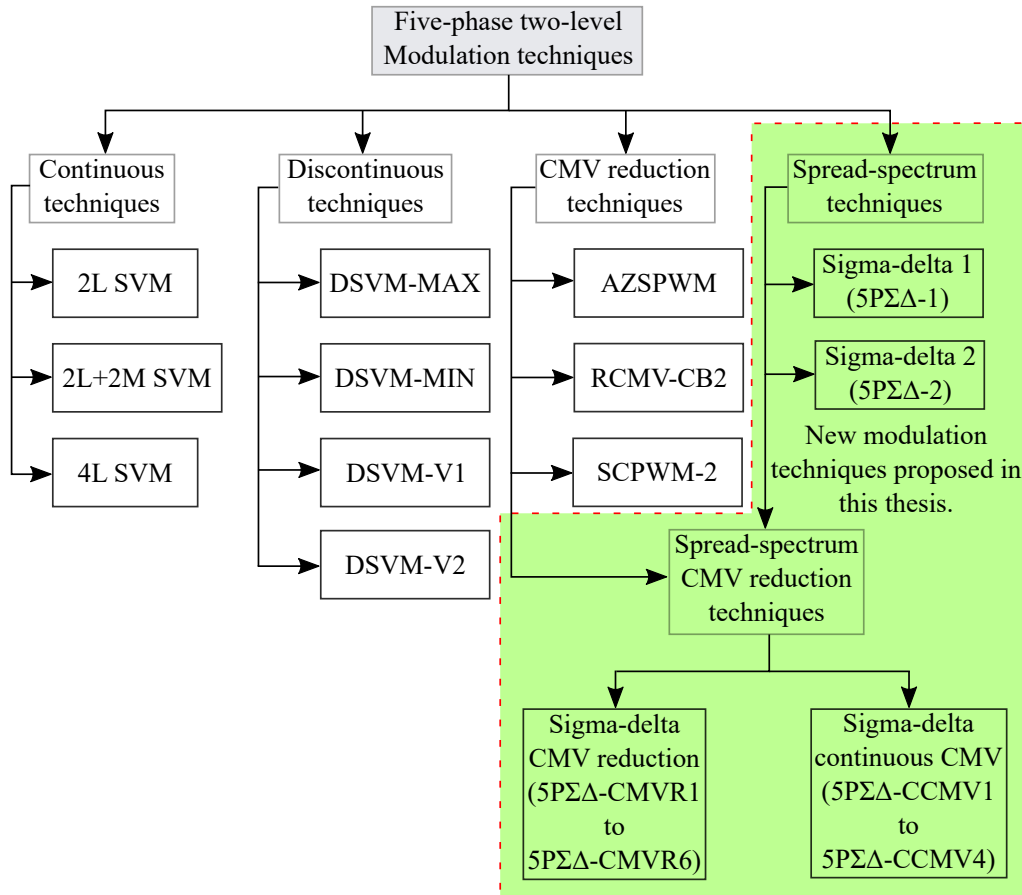 Five-phase two-level
Modulation techniques
Continuous
techniques
2L SVM
2L+2M SVM
4L SVM
Discontinuous
techniques
DSVM-MAX
DSVM-MIN
DSVM-V1
DSVM-V2
CMV reduction
techniques
AZSPWM
RCMV-CB2
SCPWM-2
Spread-spectrum
techniques
Sigma-delta 1
(5PΣΔ-1)
Sigma-delta 2
(5PΣΔ-2)
New modulation
techniques proposed in
this thesis.
Spread-spectrum
CMV reduction
techniques
Sigma-delta
CMV reduction
(5PΣΔ-CMVR1
to
5PΣΔ-CMVR6)
Sigma-delta
continuous CMV
(5PΣΔ-CCMV1
to
5PΣΔ-CCMV4)